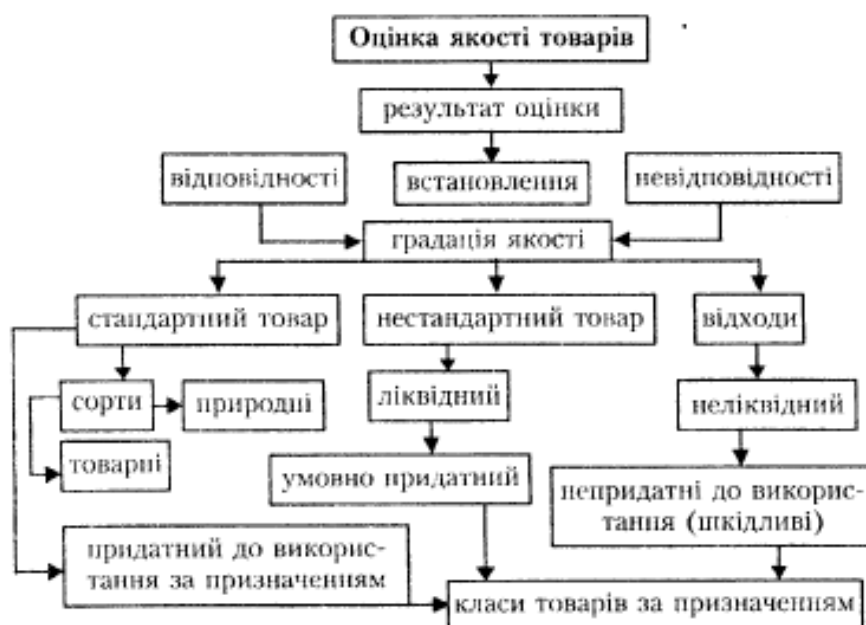 Оцінка якості товарів
результат оцінки
відповідності
встановлення
невідповідності
градація якості
стандартний товар
нестандартний товар
відходи
сорти
природні
ліквідний
неліквідний
товарні
умовно придатний
непридатні до викорис-
тання (шкідливі)
придатний до викорис-
тання за призначенням
класи товарів за призначенням